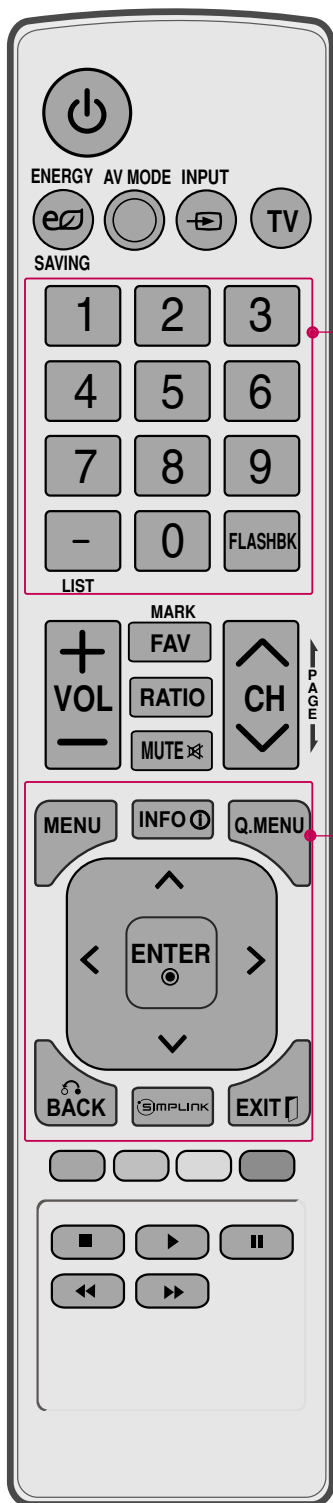 ENERGY AV MODE INPUT
TV
SAVING
1 2 3
4 5 6
7 8 9
- 0 FLASHBK
LIST
MARK
FAV
VOL
RATIO
CH
PAGE
MUTE
MENU
INFO
Q.MENU
ENTER
BACK
SIMPLINK
EXIT